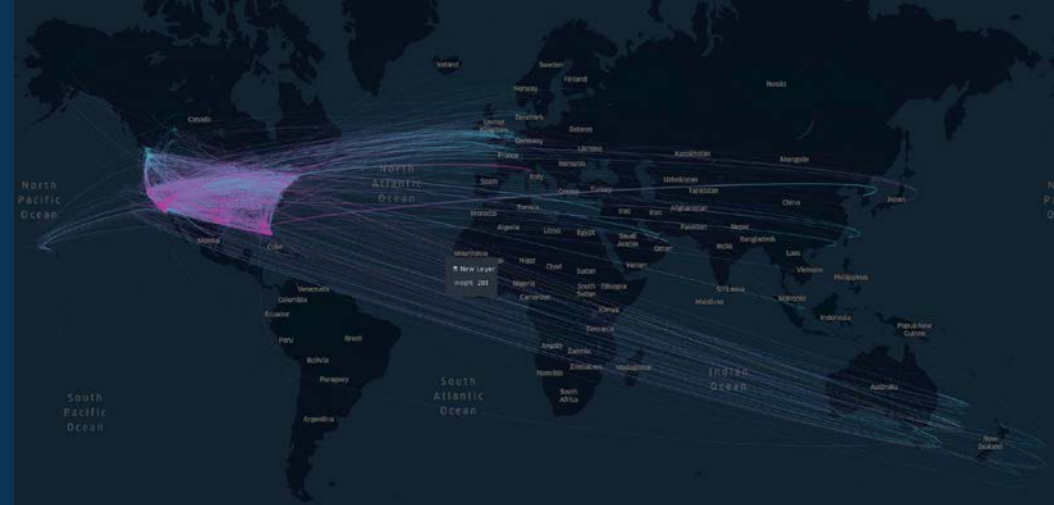 Iceland
Sweden
Finland
Norway
Russia
Canada
United
Kingdom
Denmark
Belarus
Germany
Ukraine
France
Kazakhstan
Mongolia
North
Atlantic
Ocean
Romania
Italy
Spain
Uzbekistan
North
Pacific
Ocean
Greece
Turkey
Tajikistan
China
Japan
Morocco
Tunisia
Iraq
Iran
Afghanistan
Algeria
Libya
Egypt
Pakistan
Nepal
Mexico
Cuba
Saudi
Arabia
Oman
India
Bangladesh
Mauritania
Laos
Niger
Chad
Sudan
Yemen
Vietnam
Philippines
New Layer
weight 201
Venezuela
Nigeria
South
Sudan
Ethiopia
Sri Lanka
Colombia
Cameroon
Maldives
Malaysia
Ecuador
Kenya
Indonesia
Papua New
Guinea
Tanzania
Peru
Brazil
Angola
Zambia
Bolivia
Zimbabwe
Madagascar
Namibia
Indian
Ocean
Paraguay
South
Atlantic
Ocean
South
Africa
Australia
South
Pacific
Ocean
Argentina
New
Zealand